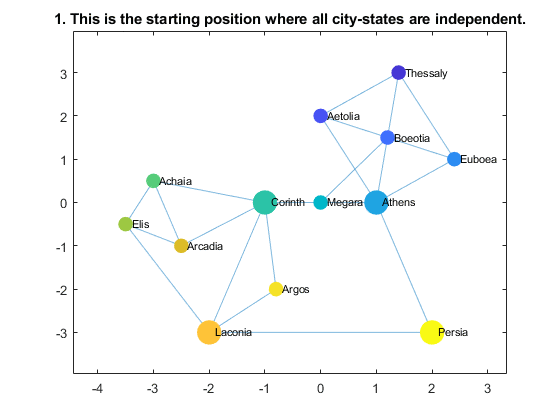 1. This is the starting position where all city-states are independent.
3
Thessaly
2
Aetolia
Boeotia
1
Euboea
Achaia
0
Corinth
Megara
Athens
Elis
-1
Arcadia
-2
Argos
-3
Laconia
Persia
-4
-3
-2
-1
0
1
2
3